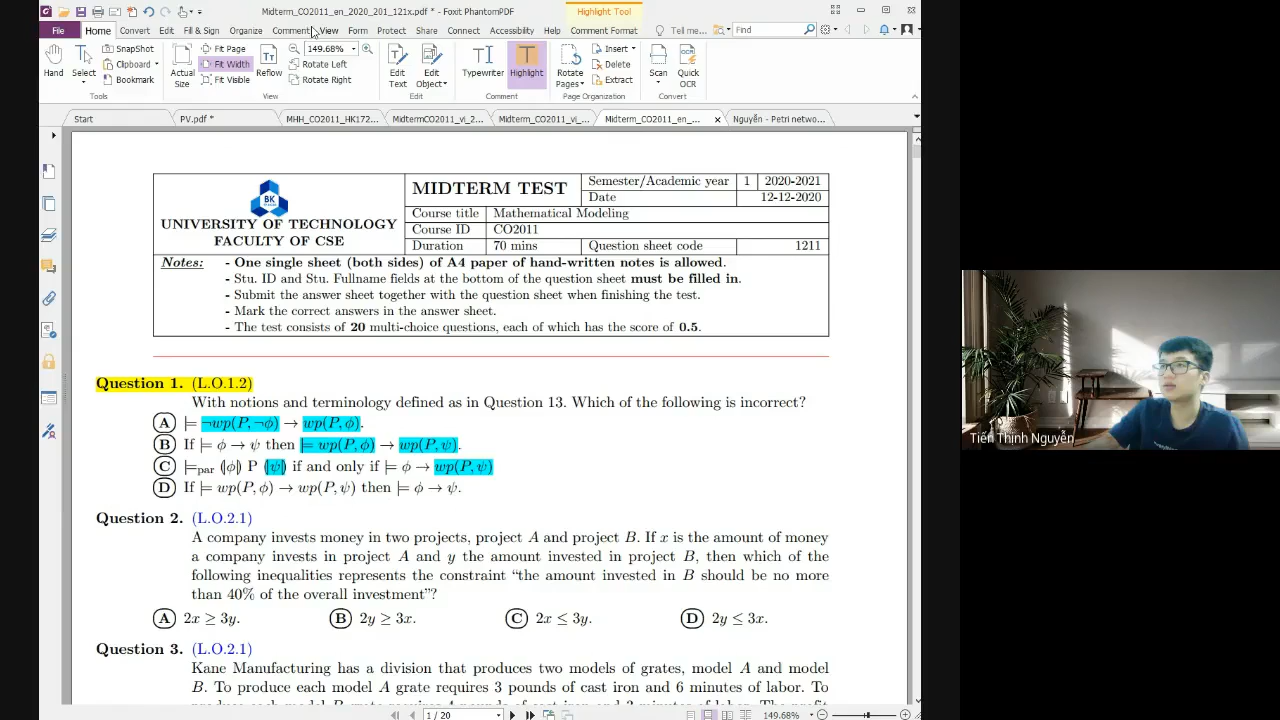 Midterm_CO2011_en_2020_201_121x.pdf * - Foxit PhantomPDF
Highlight Tool
File Home Convert Edit Fill & Sign Organize Comment View Form Protect Share Connect Accessibility Help Comment Format Tell me... Find
Hand
Select
SnapShot
Clipboard
Bookmark
Tools
Actual Size
Fit Page
Fit Width
Fit Visible
Reflow
149.68%
Rotate Left
Rotate Right
View
Edit Text
Edit Object
Edit
Typewriter
Highlight
Comment
Rotate Pages
Insert
Delete
Extract
Page Organization
Scan
Quick OCR
Convert
Start PV.pdf * MHH_CO2011_HK172... MidtermCO2011_vi_2... Midterm_CO2011_vi_... Midterm_CO2011_en_... Nguyễn - Petri netwo...
BK
UNIVERSITY OF TECHNOLOGY
FACULTY OF CSE
MIDTERM TEST
Semester/Academic year 1 2020-2021
Date 12-12-2020
Course title Mathematical Modeling
Course ID CO2011
Duration 70 mins Question sheet code 1211
Notes: - One single sheet (both sides) of A4 paper of hand-written notes is allowed.
- Stu. ID and Stu. Fullname fields at the bottom of the question sheet must be filled in.
- Submit the answer sheet together with the question sheet when finishing the test.
- Mark the correct answers in the answer sheet.
- The test consists of 20 multi-choice questions, each of which has the score of 0.5.
Question 1. (L.O.1.2)
With notions and terminology defined as in Question 13. Which of the following is incorrect?
A ⊨ ¬wp(P, ¬ϕ) → wp(P, ϕ).
B If ⊨ ϕ → ψ then ⊨ wp(P, ϕ) → wp(P, ψ).
C ⊨par ⦇ϕ⦈ P ⦇ψ⦈ if and only if ⊨ ϕ → wp(P, ψ)
D If ⊨ wp(P, ϕ) → wp(P, ψ) then ⊨ ϕ → ψ.
Question 2. (L.O.2.1)
A company invests money in two projects, project A and project B. If x is the amount of money
a company invests in project A and y the amount invested in project B, then which of the
following inequalities represents the constraint “the amount invested in B should be no more
than 40% of the overall investment”?
A 2x ≥ 3y. B 2y ≥ 3x. C 2x ≤ 3y. D 2y ≤ 3x.
Question 3. (L.O.2.1)
Kane Manufacturing has a division that produces two models of grates, model A and model
B. To produce each model A grate requires 3 pounds of cast iron and 6 minutes of labor. To
1 / 20
149.68%
Tiến Thịnh Nguyễn